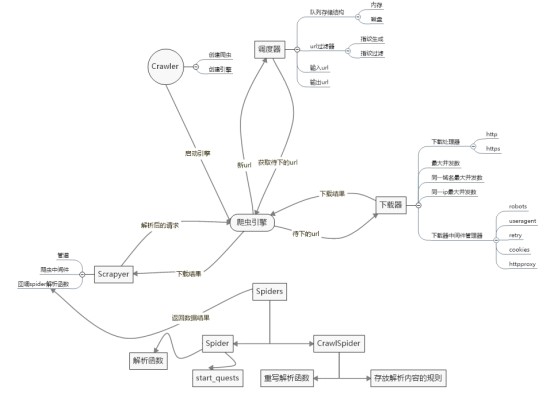 内存
队列存储结构
磁盘
调度器
url过滤器
指纹生成
指纹过滤
输入url
输出url
Crawler
创建爬虫
创建引擎
启动引擎
新url
获取待下的url
下载处理器
http
https
最大并发数
同一域名最大并发数
同一ip最大并发数
下载器
下载结果
下载器中间件管理器
robots
useragent
retry
cookies
httpproxy
爬虫引擎
待下的url
解析后的请求
下载结果
管道
爬虫中间件
回调spider解析函数
Scrapyer
Spiders
返回数据结果
Spider
CrawlSpider
解析函数
start_quests
重写解析函数
存放解析内容的规则